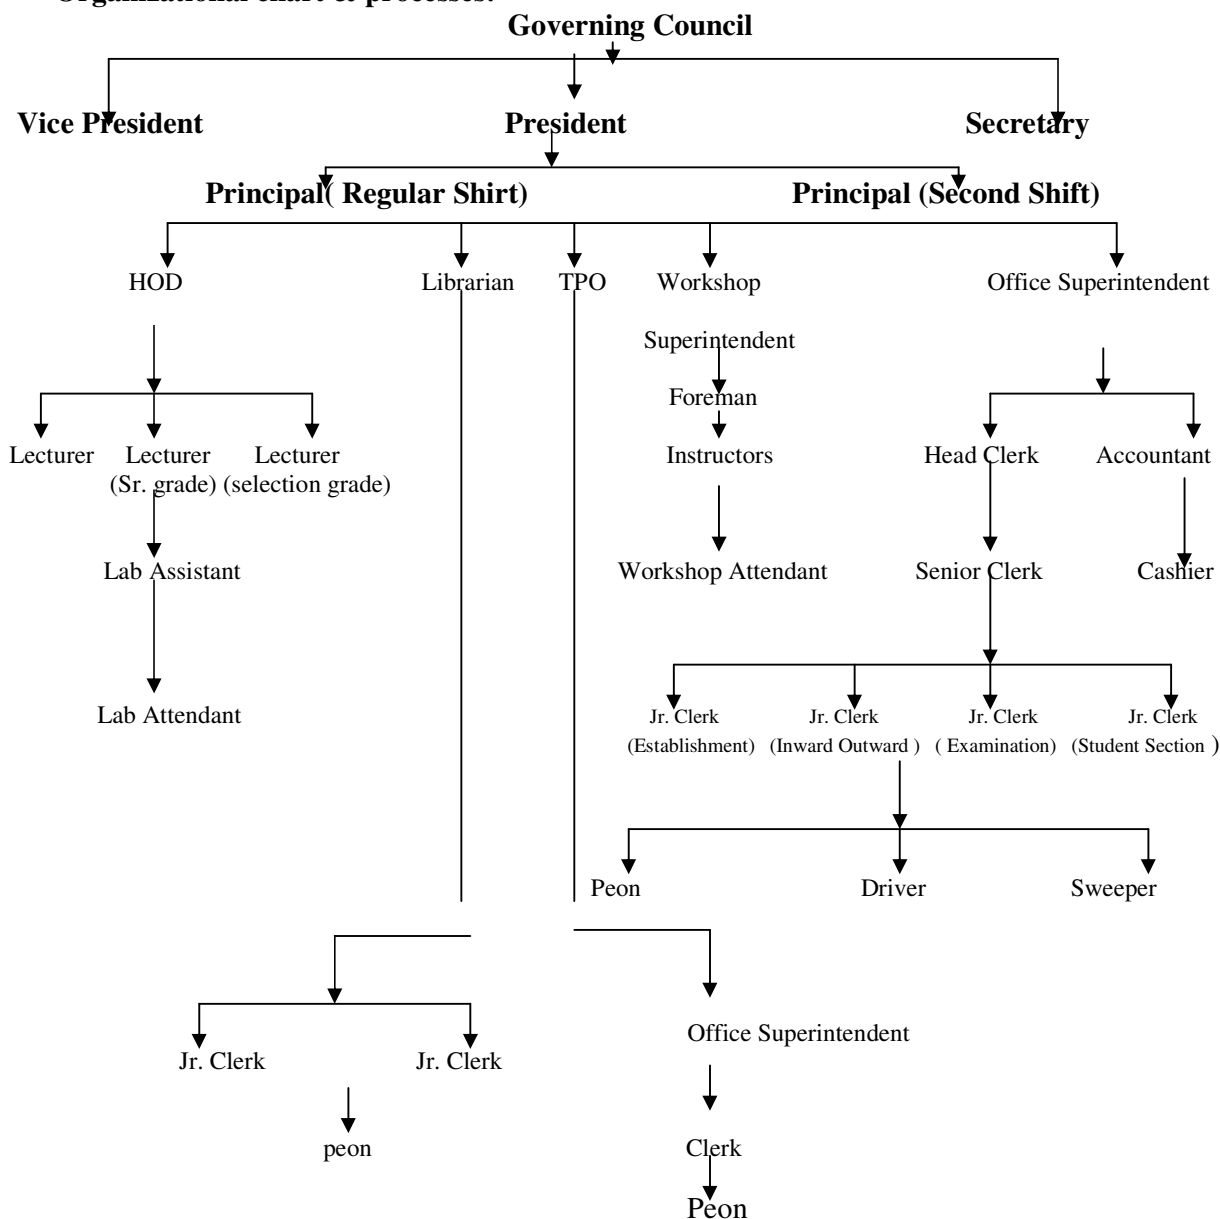 Organizational chart & processes:
Governing Council
Vice President President Secretary
Principal( Regular Shirt) Principal (Second Shift)
HOD Librarian TPO Workshop Office Superintendent
Superintendent
Foreman
Lecturer Lecturer Lecturer Instructors Head Clerk Accountant
(Sr. grade) (selection grade)
Lab Assistant Workshop Attendant Senior Clerk Cashier
Lab Attendant Jr. Clerk Jr. Clerk Jr. Clerk Jr. Clerk
(Establishment) (Inward Outward ) ( Examination) (Student Section )
Peon Driver Sweeper
Office Superintendent
Jr. Clerk Jr. Clerk
peon Clerk
Peon